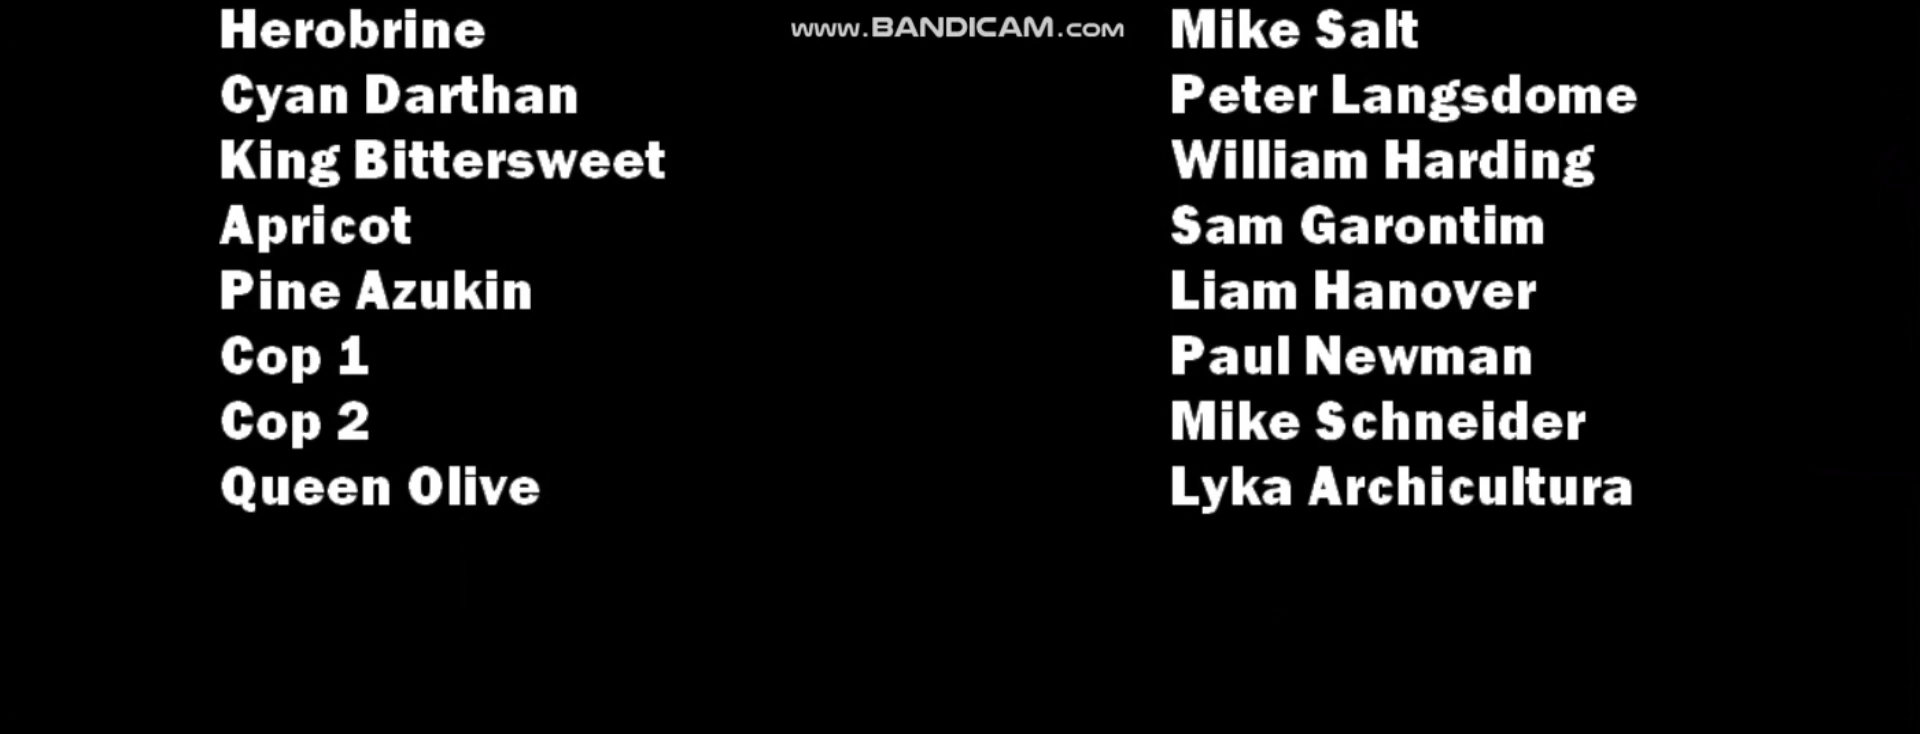 www.BANDICAM.com
Herobrine Mike Salt
Cyan Darthan Peter Langsdome
King Bittersweet William Harding
Apricot Sam Garontim
Pine Azukin Liam Hanover
Cop 1 Paul Newman
Cop 2 Mike Schneider
Queen Olive Lyka Archicultura